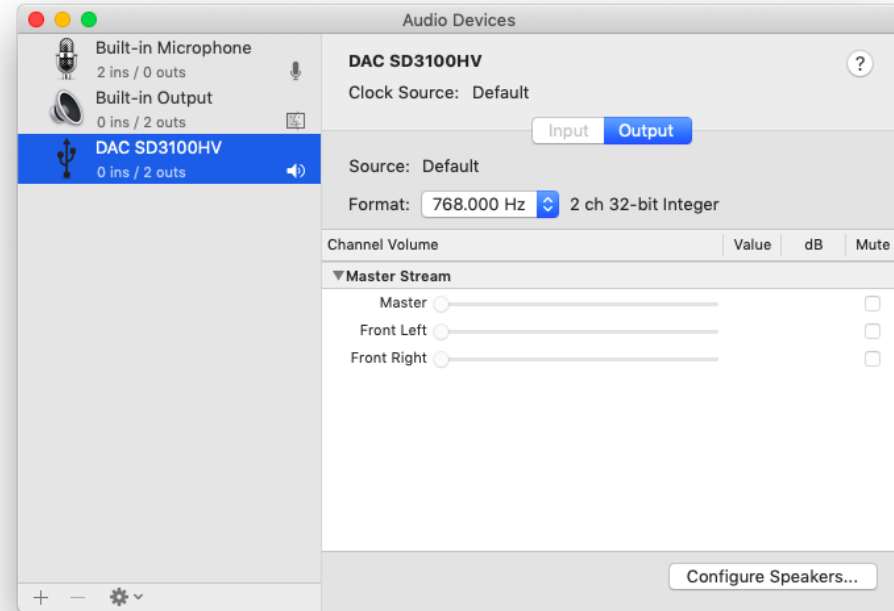 Audio Devices
Built-in Microphone
2 ins / 0 outs
Built-in Output
0 ins / 2 outs
DAC SD3100HV
0 ins / 2 outs
DAC SD3100HV
?
Clock Source: Default
Input Output
Source: Default
Format: 768.000 Hz 2 ch 32-bit Integer
Channel Volume Value dB Mute
Master Stream
Master
Front Left
Front Right
Configure Speakers...